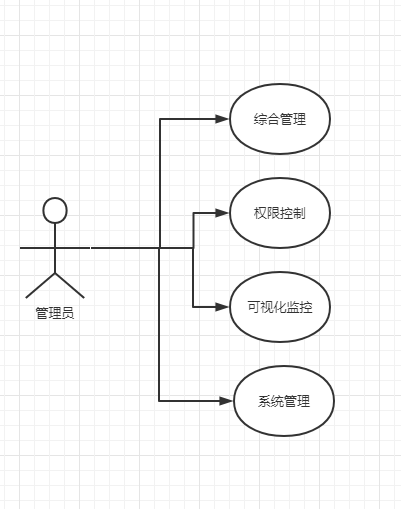 综合管理
权限控制
可视化监控
管理员
系统管理